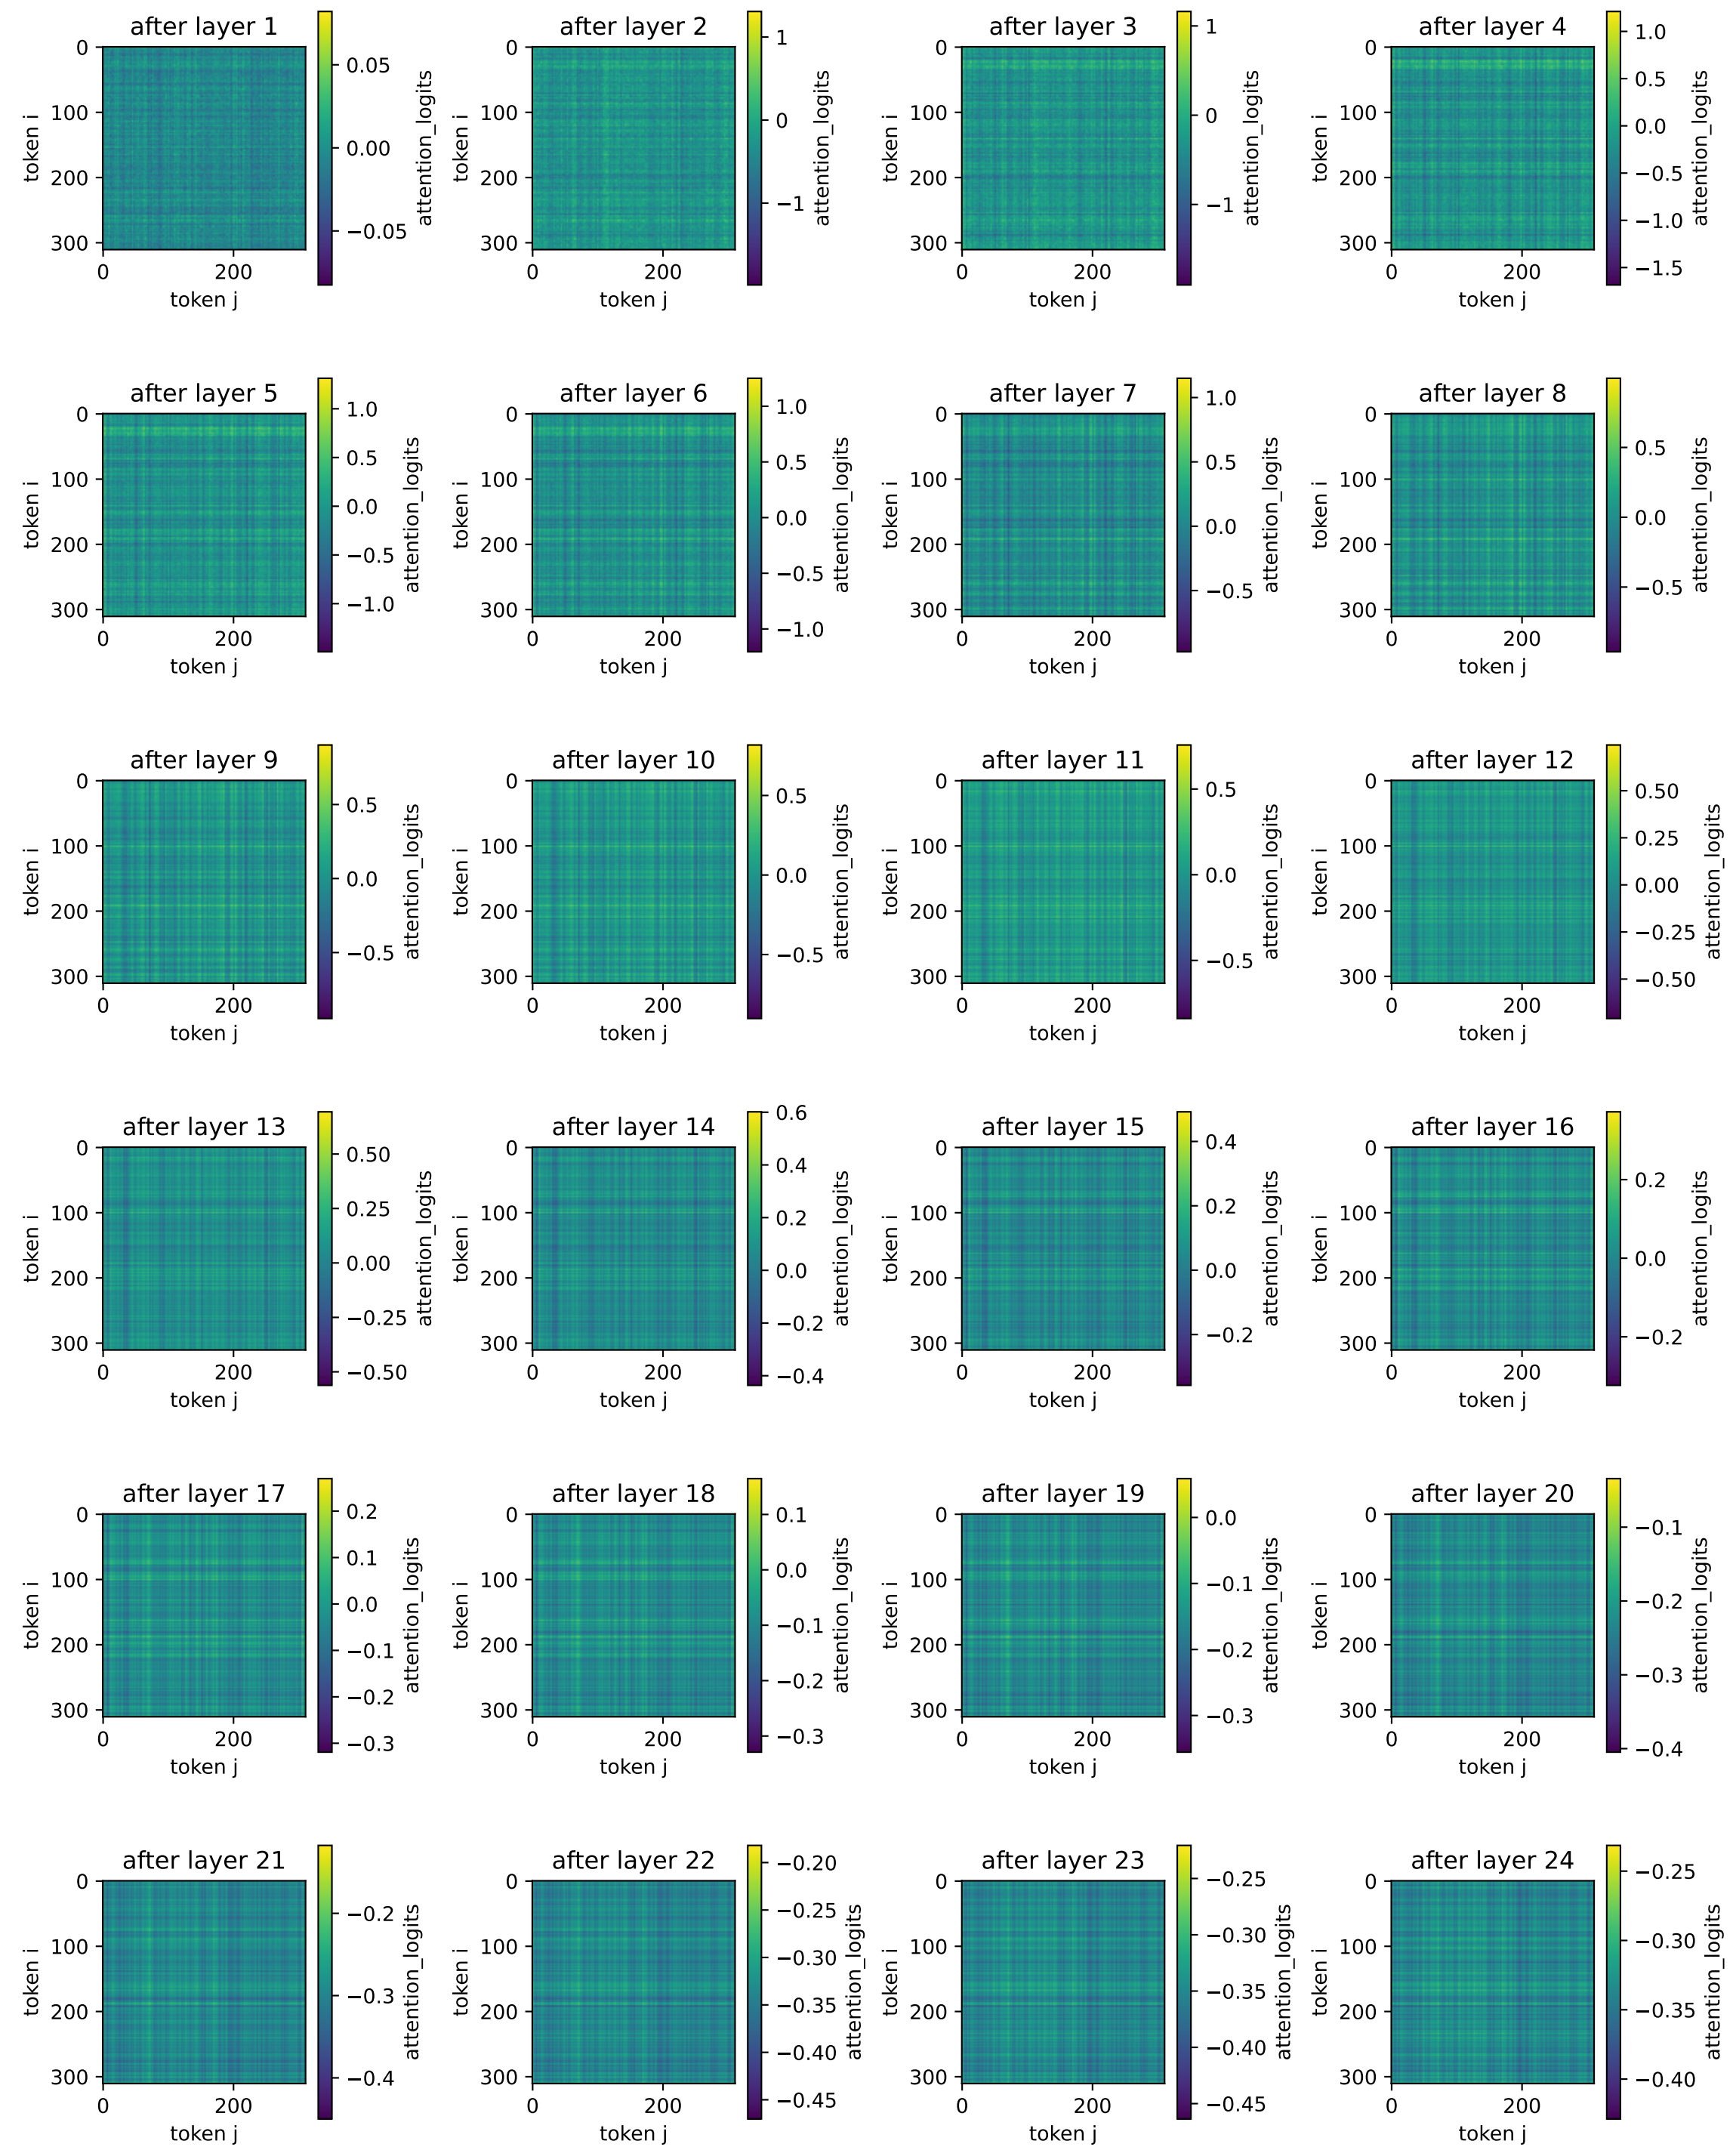 after layer 1
after layer 2
after layer 3
after layer 4
0
100
200
300
0 200
token i
token j
0.05
0.00
−0.05
attention_logits
0
100
200
300
0 200
token i
token j
1
0
−1
attention_logits
0
100
200
300
0 200
token i
token j
1
0
−1
attention_logits
0
100
200
300
0 200
token i
token j
1.0
0.5
0.0
−0.5
−1.0
−1.5
attention_logits
after layer 5
after layer 6
after layer 7
after layer 8
0
100
200
300
0 200
token i
token j
1.0
0.5
0.0
−0.5
−1.0
attention_logits
0
100
200
300
0 200
token i
token j
1.0
0.5
0.0
−0.5
−1.0
attention_logits
0
100
200
300
0 200
token i
token j
1.0
0.5
0.0
−0.5
attention_logits
0
100
200
300
0 200
token i
token j
0.5
0.0
−0.5
attention_logits
after layer 9
after layer 10
after layer 11
after layer 12
0
100
200
300
0 200
token i
token j
0.5
0.0
−0.5
attention_logits
0
100
200
300
0 200
token i
token j
0.5
0.0
−0.5
attention_logits
0
100
200
300
0 200
token i
token j
0.5
0.0
−0.5
attention_logits
0
100
200
300
0 200
token i
token j
0.50
0.25
0.00
−0.25
−0.50
attention_logits
after layer 13
after layer 14
after layer 15
after layer 16
0
100
200
300
0 200
token i
token j
0.50
0.25
0.00
−0.25
−0.50
attention_logits
0
100
200
300
0 200
token i
token j
0.6
0.4
0.2
0.0
−0.2
−0.4
attention_logits
0
100
200
300
0 200
token i
token j
0.4
0.2
0.0
−0.2
attention_logits
0
100
200
300
0 200
token i
token j
0.2
0.0
−0.2
attention_logits
after layer 17
after layer 18
after layer 19
after layer 20
0
100
200
300
0 200
token i
token j
0.2
0.1
0.0
−0.1
−0.2
−0.3
attention_logits
0
100
200
300
0 200
token i
token j
0.1
0.0
−0.1
−0.2
−0.3
attention_logits
0
100
200
300
0 200
token i
token j
0.0
−0.1
−0.2
−0.3
attention_logits
0
100
200
300
0 200
token i
token j
−0.1
−0.2
−0.3
−0.4
attention_logits
after layer 21
after layer 22
after layer 23
after layer 24
0
100
200
300
0 200
token i
token j
−0.2
−0.3
−0.4
attention_logits
0
100
200
300
0 200
token i
token j
−0.20
−0.25
−0.30
−0.35
−0.40
−0.45
attention_logits
0
100
200
300
0 200
token i
token j
−0.25
−0.30
−0.35
−0.40
−0.45
attention_logits
0
100
200
300
0 200
token i
token j
−0.25
−0.30
−0.35
−0.40
attention_logits